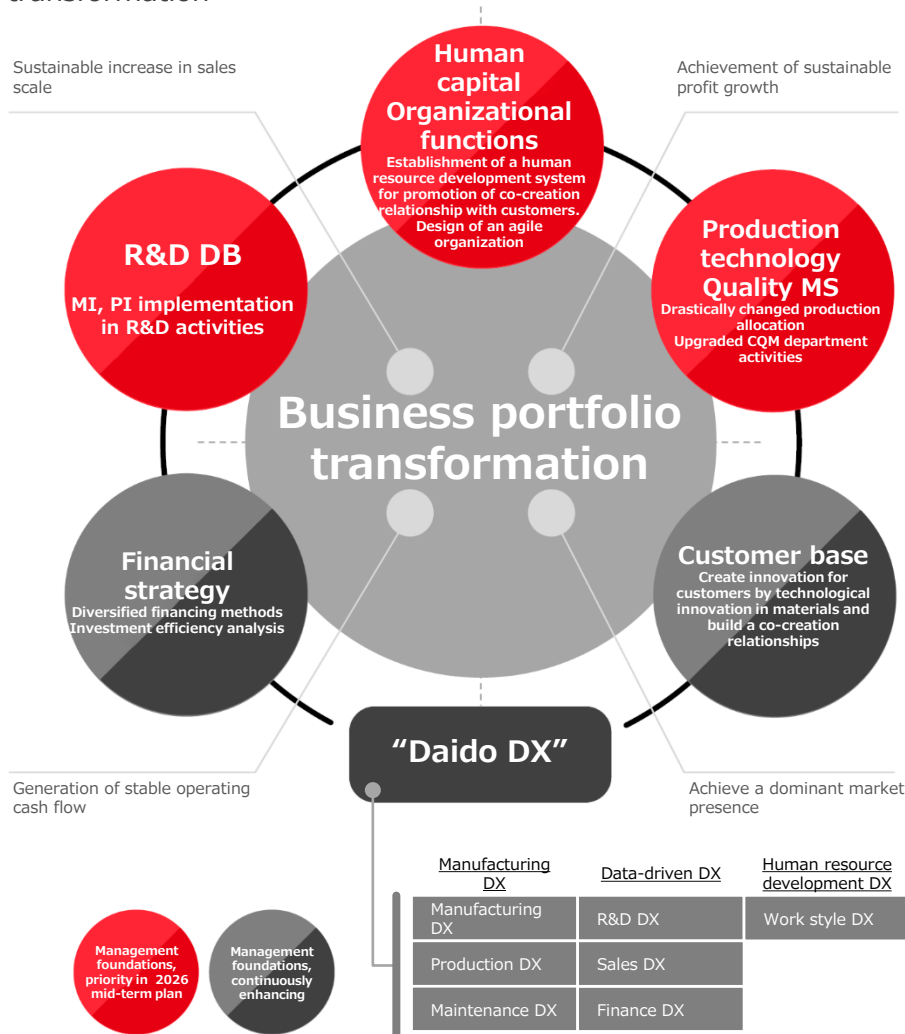 transformation
Sustainable increase in sales
scale
Achievement of sustainable
profit growth
Human
capital
Organizational
functions
Establishment of a human
resource development system
for promotion of co-creation
relationship with customers.
Design of an agile
organization
R&D DB
MI, PI implementation
in R&D activities
Production
technology
Quality MS
Drastically changed production
allocation
Upgraded CQM department
activities
Business portfolio
transformation
Financial
strategy
Diversified financing methods
Investment efficiency analysis
Customer base
Create innovation for
customers by technological
innovation in materials and
build a co-creation
relationships
“Daido DX”
Generation of stable operating
cash flow
Achieve a dominant market
presence
Manufacturing
DX
Data-driven DX
Human resource
development DX
Manufacturing
DX
R&D DX
Work style DX
Production DX
Sales DX
Maintenance DX
Finance DX
Management
foundations,
priority in 2026
mid-term plan
Management
foundations,
continuously
enhancing